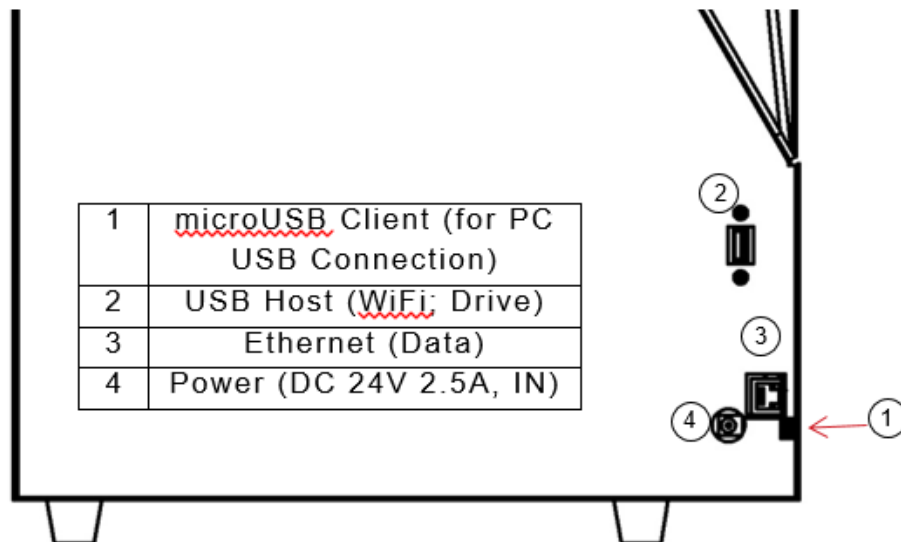 1 microUSB Client (for PC
USB Connection)
2 USB Host (WiFi; Drive)
3 Ethernet (Data)
4 Power (DC 24V 2.5A, IN)
2
3
4
1